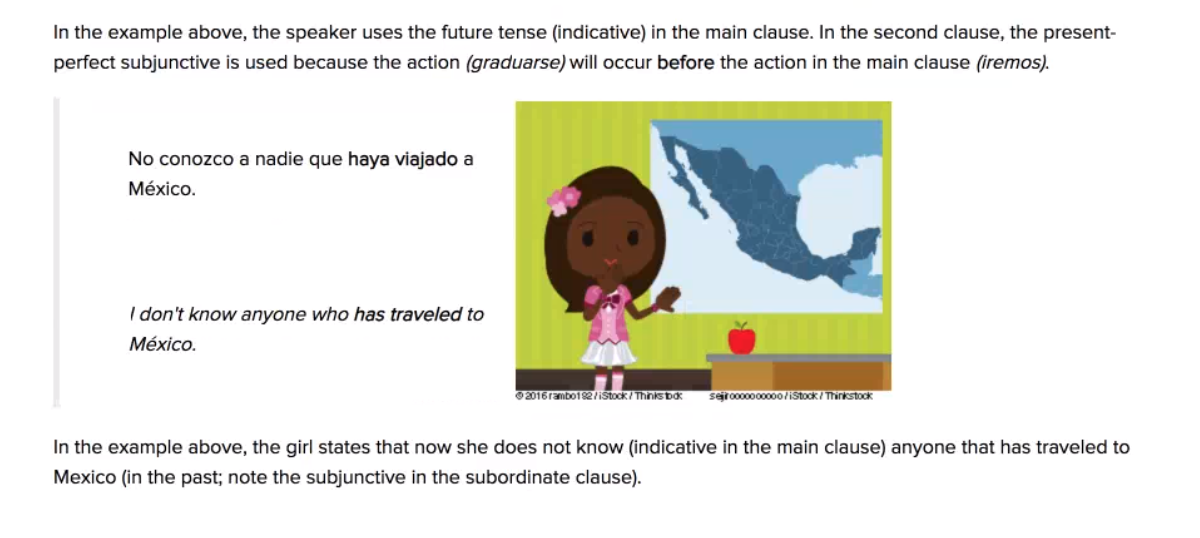 In the example above, the speaker uses the future tense (indicative) in the main clause. In the second clause, the present-
perfect subjunctive is used because the action (graduarse) will occur before the action in the main clause (iremos).
No conozco a nadie que haya viajado a
México.
I don't know anyone who has traveled to
México.
© 2016 rambo182 / iStock / Thinkstock
sejiroooooooooo / iStock / Thinkstock
In the example above, the girl states that now she does not know (indicative in the main clause) anyone that has traveled to
Mexico (in the past; note the subjunctive in the subordinate clause).